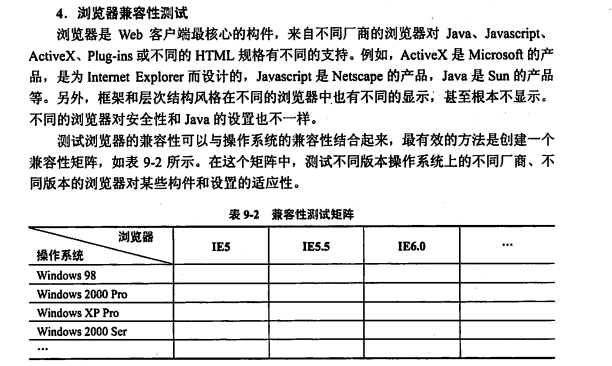 4．浏览器兼容性测试
浏览器是 Web 客户端最核心的构件，来自不同厂商的浏览器对 Java、Javascript、
ActiveX、Plug-ins 或不同的 HTML 规格有不同的支持。例如，ActiveX 是 Microsoft 的产
品，是为 Internet Explorer 而设计的，Javascript 是 Netscape 的产品，Java 是 Sun 的产品
等。另外，框架和层次结构风格在不同的浏览器中也有不同的显示，甚至根本不显示。
不同的浏览器对安全性和 Java 的设置也不一样。
测试浏览器的兼容性可以与操作系统的兼容性结合起来，最有效的方法是创建一个
兼容性矩阵，如表 9-2 所示。在这个矩阵中，测试不同版本操作系统上的不同厂商、不
同版本的浏览器对某些构件和设置的适应性。
表 9-2 兼容性测试矩阵
浏览器
操作系统
IE5 IE5.5 IE6.0 …
Windows 98
Windows 2000 Pro
Windows XP Pro
Windows 2000 Ser
…